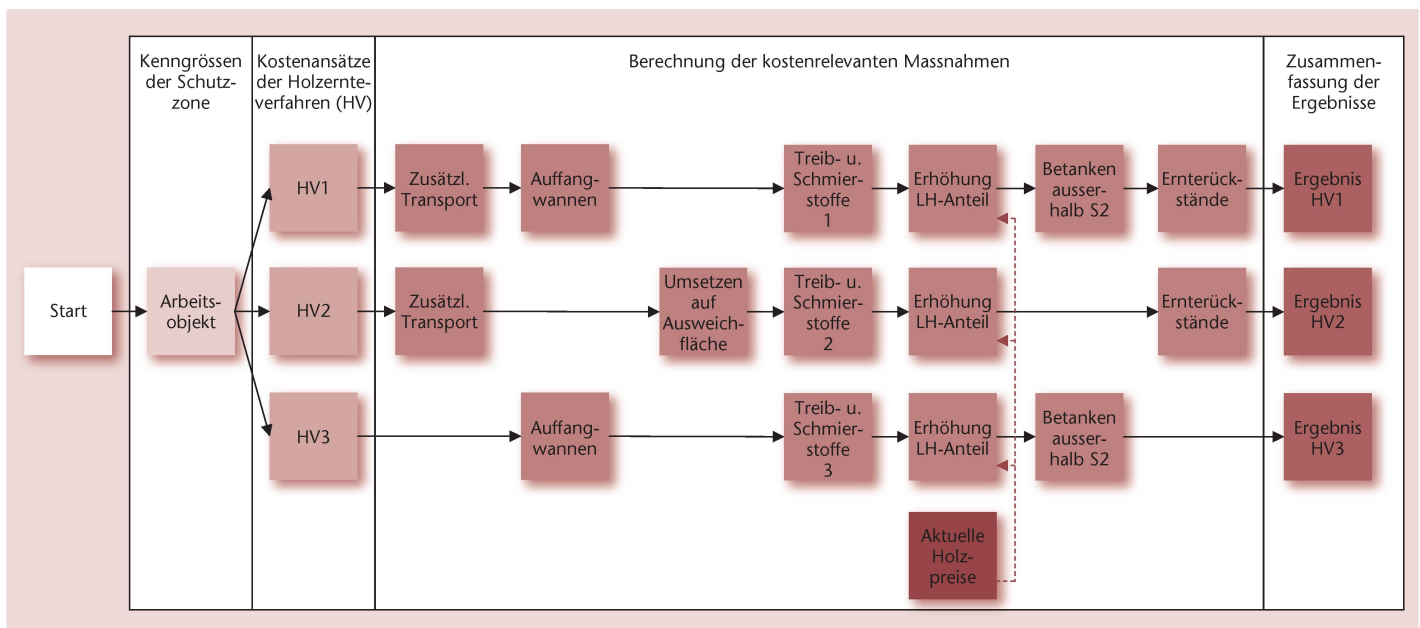 Kenngrössen
der Schutz-
zone
Kostenansätze
der Holzernte-
verfahren (HV)
Berechnung der kostenrelevanten Massnahmen
Zusammen-
fassung der
Ergebnisse
HV1
Zusätzl.
Transport
Auffang-
wannen
Treib- u.
Schmier-
stoffe
1
Erhöhung
LH-Anteil
Betanken
ausser-
halb S2
Ernterück-
stände
Ergebnis
HV1
Start
Arbeits-
objekt
HV2
Zusätzl.
Transport
Umsetzen
auf
Ausweich-
fläche
Treib- u.
Schmier-
stoffe
2
Erhöhung
LH-Anteil
Ernterück-
stände
Ergebnis
HV2
HV3
Auffang-
wannen
Treib- u.
Schmier-
stoffe
3
Erhöhung
LH-Anteil
Betanken
ausser-
halb S2
Ergebnis
HV3
Aktuelle
Holz-
preise